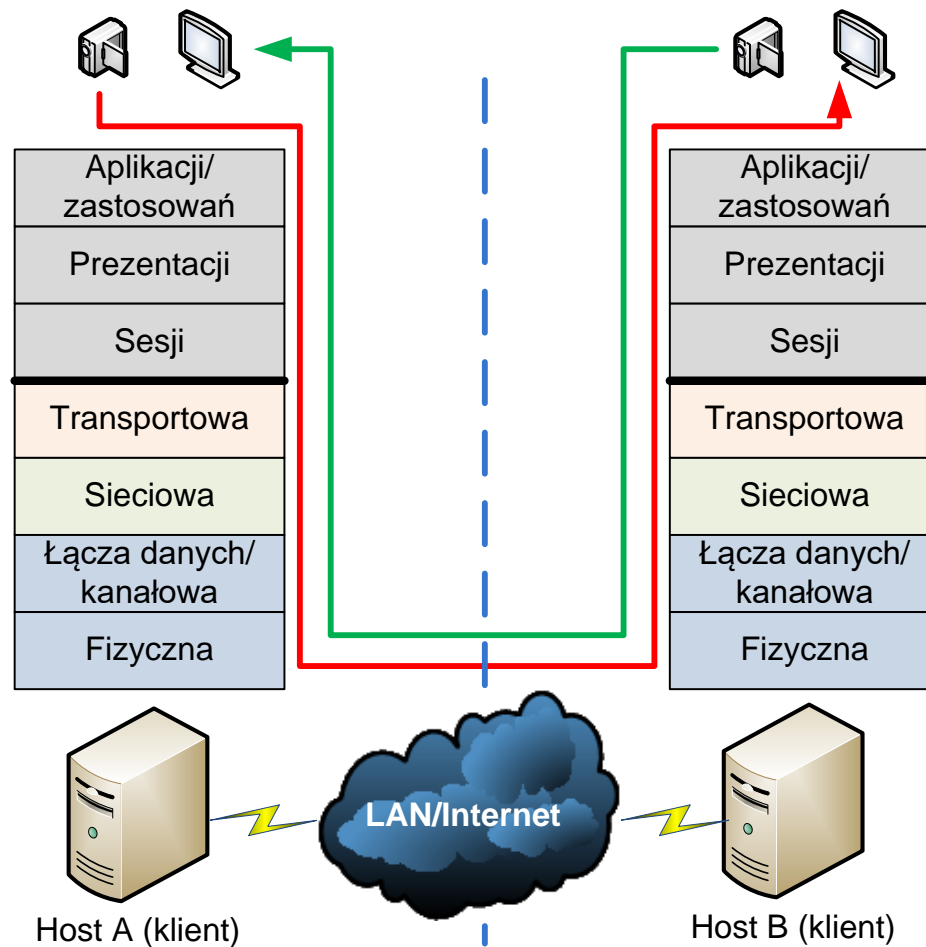 Aplikacji/
zastosowań
Prezentacji
Sesji
Transportowa
Sieciowa
Łącza danych/
kanałowa
Fizyczna
Aplikacji/
zastosowań
Prezentacji
Sesji
Transportowa
Sieciowa
Łącza danych/
kanałowa
Fizyczna
LAN/Internet
Host A (klient)
Host B (klient)